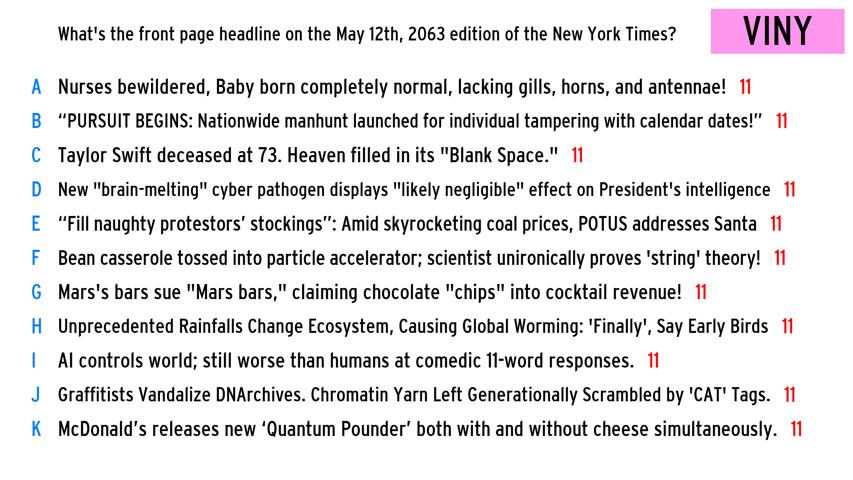 What's the front page headline on the May 12th, 2063 edition of the New York Times?
VINY
A Nurses bewildered, Baby born completely normal, lacking gills, horns, and antennae! 11
B “PURSUIT BEGINS: Nationwide manhunt launched for individual tampering with calendar dates!” 11
C Taylor Swift deceased at 73. Heaven filled in its "Blank Space." 11
D New "brain-melting" cyber pathogen displays "likely negligible" effect on President's intelligence 11
E “Fill naughty protestors’ stockings”: Amid skyrocketing coal prices, POTUS addresses Santa 11
F Bean casserole tossed into particle accelerator; scientist unironically proves 'string' theory! 11
G Mars's bars sue "Mars bars," claiming chocolate "chips" into cocktail revenue! 11
H Unprecedented Rainfalls Change Ecosystem, Causing Global Worming: 'Finally', Say Early Birds 11
I AI controls world; still worse than humans at comedic 11-word responses. 11
J Graffitists Vandalize DNArchives. Chromatin Yarn Left Generationally Scrambled by 'CAT' Tags. 11
K McDonald’s releases new ‘Quantum Pounder’ both with and without cheese simultaneously. 11